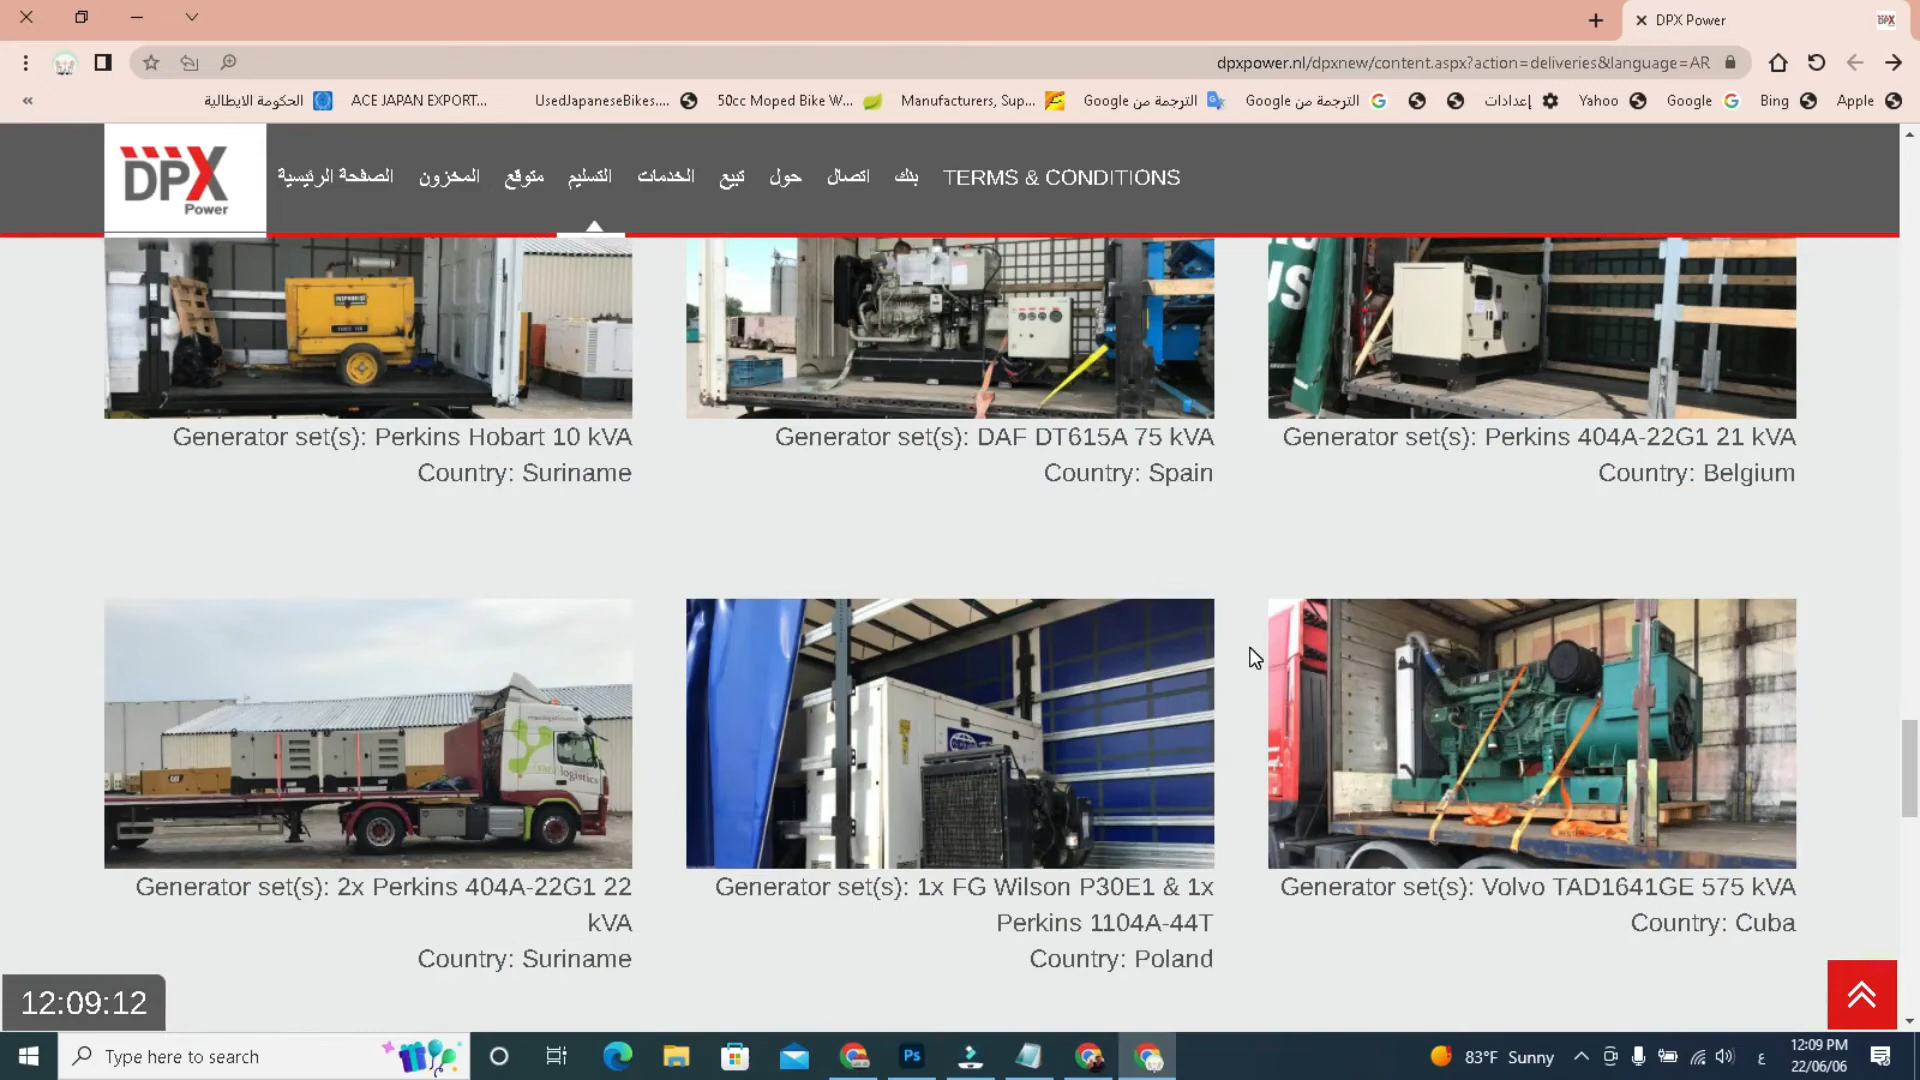 DPX Power
dpxpower.nl/dpxnew/content.aspx?action=deliveries&language=AR
الحكومة الايطالية
ACE JAPAN EXPORT...
UsedJapaneseBikes....
50cc Moped Bike W...
Manufacturers, Sup...
الترجمة من Google
الترجمة من Google
إعدادات
Yahoo
Google
Bing
Apple
DPX
Power
الصفحة الرئيسية
المخزون
متوقع
التسليم
الخدمات
تبيع
حول
اتصال
بنك
TERMS & CONDITIONS
Generator set(s): Perkins Hobart 10 kVA
Country: Suriname
Generator set(s): DAF DT615A 75 kVA
Country: Spain
Generator set(s): Perkins 404A-22G1 21 kVA
Country: Belgium
CAT
logistics
Generator set(s): 2x Perkins 404A-22G1 22
kVA
Country: Suriname
Generator set(s): 1x FG Wilson P30E1 & 1x
Perkins 1104A-44T
Country: Poland
Generator set(s): Volvo TAD1641GE 575 kVA
Country: Cuba
12:09:12
Type here to search
Ps
83°F Sunny
ع
12:09 PM
22/06/06